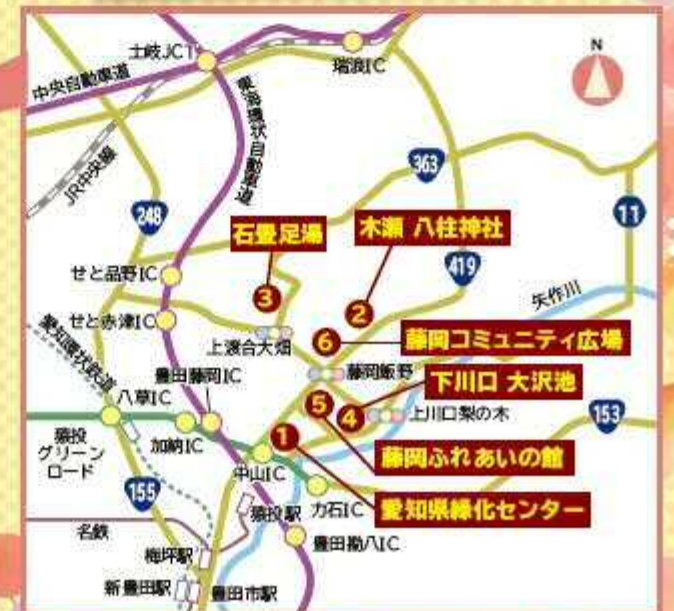 土岐JCT
瑞浪IC
N
中央自動車道
東海環状自動車道
JR中央線
363
248
11
石畳足湯
木瀬 八柱神社
419
せと品野IC
矢作川
3
2
せと赤津IC
上渡合大畑
6
藤岡コミュニティ広場
愛知環状鉄道
豊田藤岡IC
藤岡飯野
下川口 大沢池
八草IC
5
4
上川口梨の木
153
猿投
グリーン
ロード
加納IC
1
中山IC
藤岡ふれあいの館
155
猿投駅
力石IC
愛知県緑化センター
名鉄
豊田勘八IC
梅坪駅
新豊田駅
豊田市駅